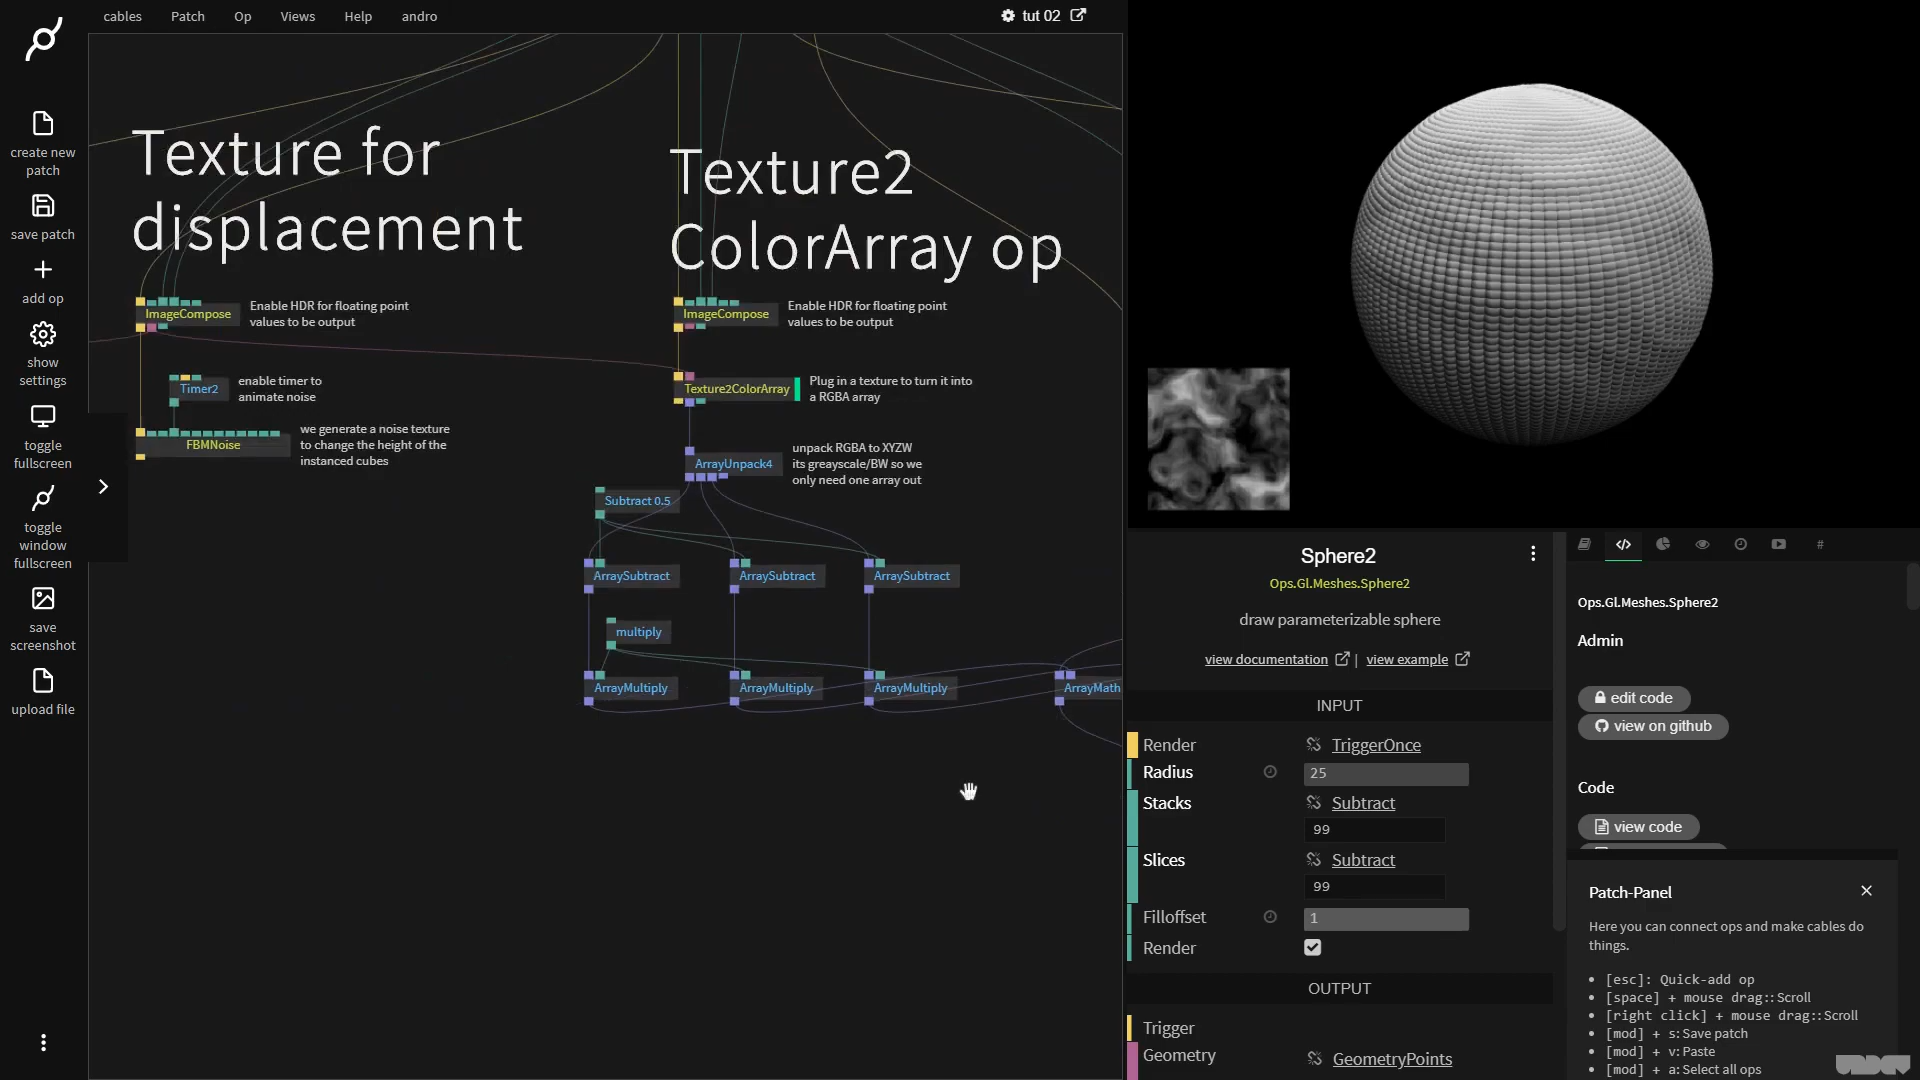 cables
Patch
Op
Views
Help
andro
tut 02
create new
patch
save patch
add op
show
settings
toggle
fullscreen
toggle
window
fullscreen
save
screenshot
upload file
Texture for
displacement
ImageCompose
Enable HDR for floating point
values to be output
Timer2
enable timer to
animate noise
FBMNoise
we generate a noise texture
to change the height of the
instanced cubes
Texture2
ColorArray op
ImageCompose
Enable HDR for floating point
values to be output
Texture2ColorArray
Plug in a texture to turn it into
a RGBA array
ArrayUnpack4
unpack RGBA to XYZW
its greayscale/BW so we
only need one array out
Subtract 0.5
ArraySubtract
ArraySubtract
ArraySubtract
multiply
ArrayMultiply
ArrayMultiply
ArrayMultiply
ArrayMath
Sphere2
Ops.Gl.Meshes.Sphere2
draw parameterizable sphere
view documentation | view example
INPUT
Render TriggerOnce
Radius 25
Stacks Subtract
99
Slices Subtract
99
Filloffset 1
Render
OUTPUT
Trigger
Geometry GeometryPoints
#
Ops.Gl.Meshes.Sphere2
Admin
edit code
view on github
Code
view code
Patch-Panel
Here you can connect ops and make cables do
things.
[esc]: Quick-add op
[space] + mouse drag::Scroll
[right click] + mouse drag::Scroll
[mod] + s: Save patch
[mod] + v: Paste
[mod] + a: Select all ops